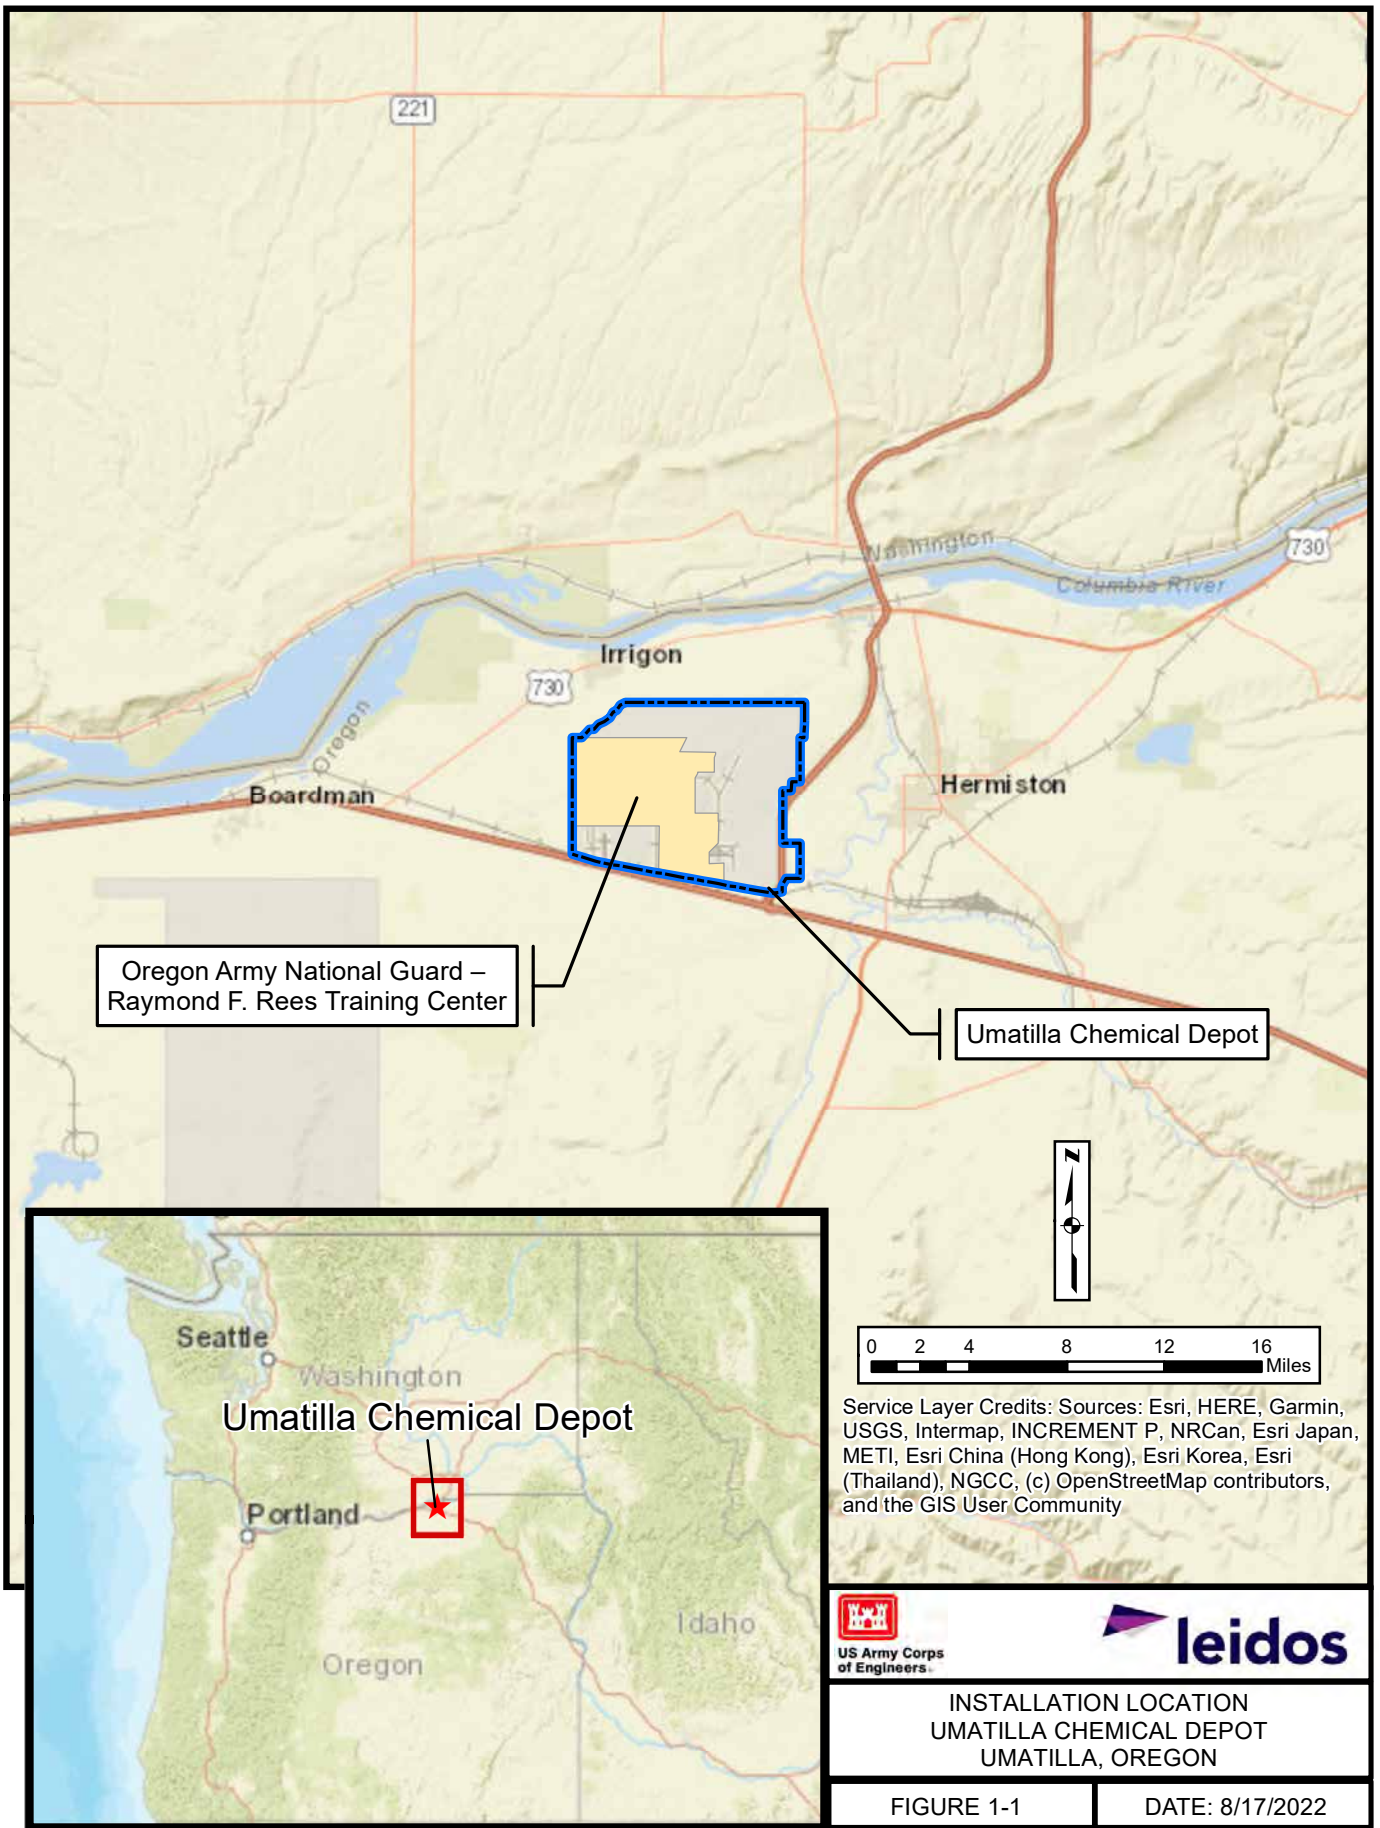 221
Washington
730
Columbia River
Irrigon
730
Oregon
Hermiston
Boardman
Oregon Army National Guard –
Raymond F. Rees Training Center
Umatilla Chemical Depot
N
0 2 4 8 12 16
Miles
Seattle
Washington
Umatilla Chemical Depot
Portland
Idaho
Oregon
Service Layer Credits: Sources: Esri, HERE, Garmin,
USGS, Intermap, INCREMENT P, NRCan, Esri Japan,
METI, Esri China (Hong Kong), Esri Korea, Esri
(Thailand), NGCC, (c) OpenStreetMap contributors,
and the GIS User Community
US Army Corps
of Engineers
leidos
INSTALLATION LOCATION
UMATILLA CHEMICAL DEPOT
UMATILLA, OREGON
FIGURE 1-1
DATE: 8/17/2022